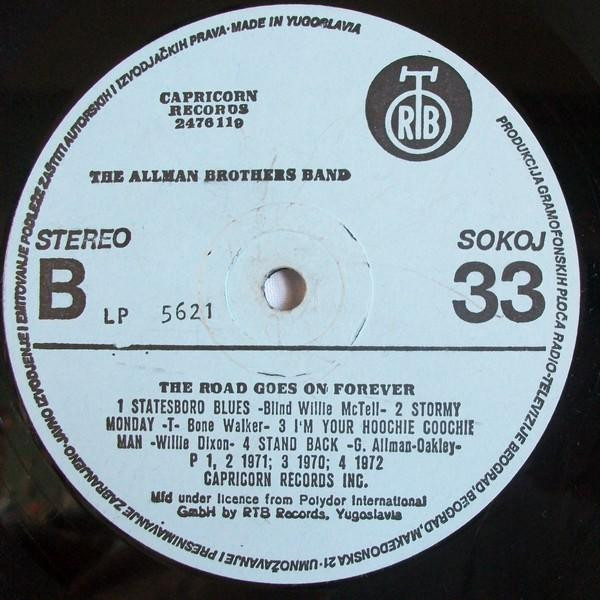 CAPRICORN
RECORDS
2476119
RTB
THE ALLMAN BROTHERS BAND
STEREO
B
LP 5621
SOKOJ
33
THE ROAD GOES ON FOREVER
1 STATESBORO BLUES -Blind Willie McTell- 2 STORMY
MONDAY -T- Bone Walker- 3 I'M YOUR HOOCHIE COOCHIE
MAN -Willie Dixon- 4 STAND BACK -G. Allman-Oakley-
P 1, 2 1971; 3 1970; 4 1972
CAPRICORN RECORDS INC.
Mfd under licence from Polydor International
GmbH by RTB Records, Yugoslavia
PRODUKCIJA GRAMOFONSKIH PLOČA RADIO-TELEVIZIJE BEOGRAD, BEOGRAD, MAKEDONSKA 21 · UMNOŽAVANJE I PRESNIMAVANJE ZABRANJENO · JAVNO IZVODJENJE I EMITOVANJE PODLEŽE ZAŠTITI AUTORSKIH I IZVODJAČKIH PRAVA · MADE IN YUGOSLAVIA